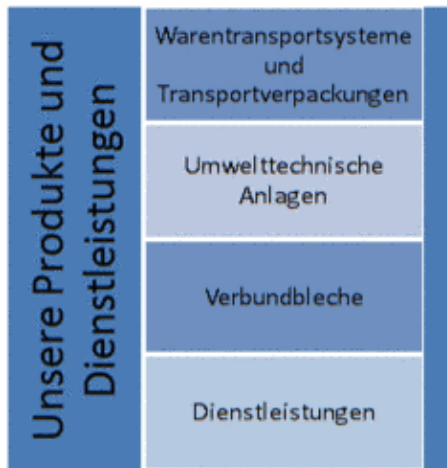 Unsere Produkte und
Dienstleistungen
Warentransportsysteme
und
Transportverpackungen
Umwelttechnische
Anlagen
Verbundbleche
Dienstleistungen